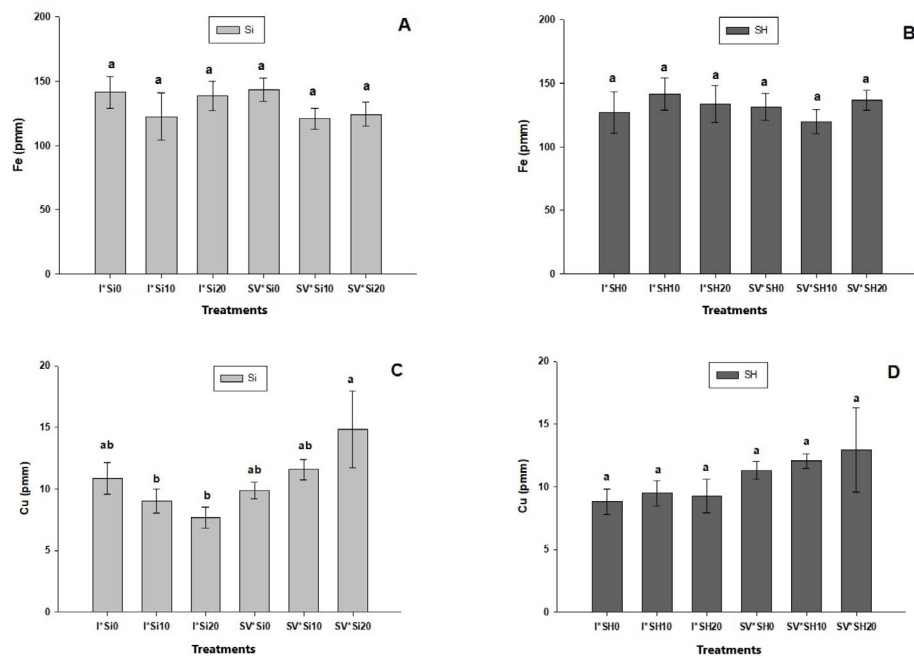 A
Si
200
150
100
50
0
Fe (pmm)
a a a a a a
I*Si0 I*Si10 I*Si20 SV*Si0 SV*Si10 SV*Si20
Treatments
B
SH
200
150
100
50
0
Fe (pmm)
a a a a a a
I*SH0 I*SH10 I*SH20 SV*SH0 SV*SH10 SV*SH20
Treatments
C
Si
20
15
10
5
0
Cu (pmm)
ab b b ab ab a
I*Si0 I*Si10 I*Si20 SV*Si0 SV*Si10 SV*Si20
Treatments
D
SH
20
15
10
5
0
Cu (pmm)
a a a a a a
I*SH0 I*SH10 I*SH20 SV*SH0 SV*SH10 SV*SH20
Treatments